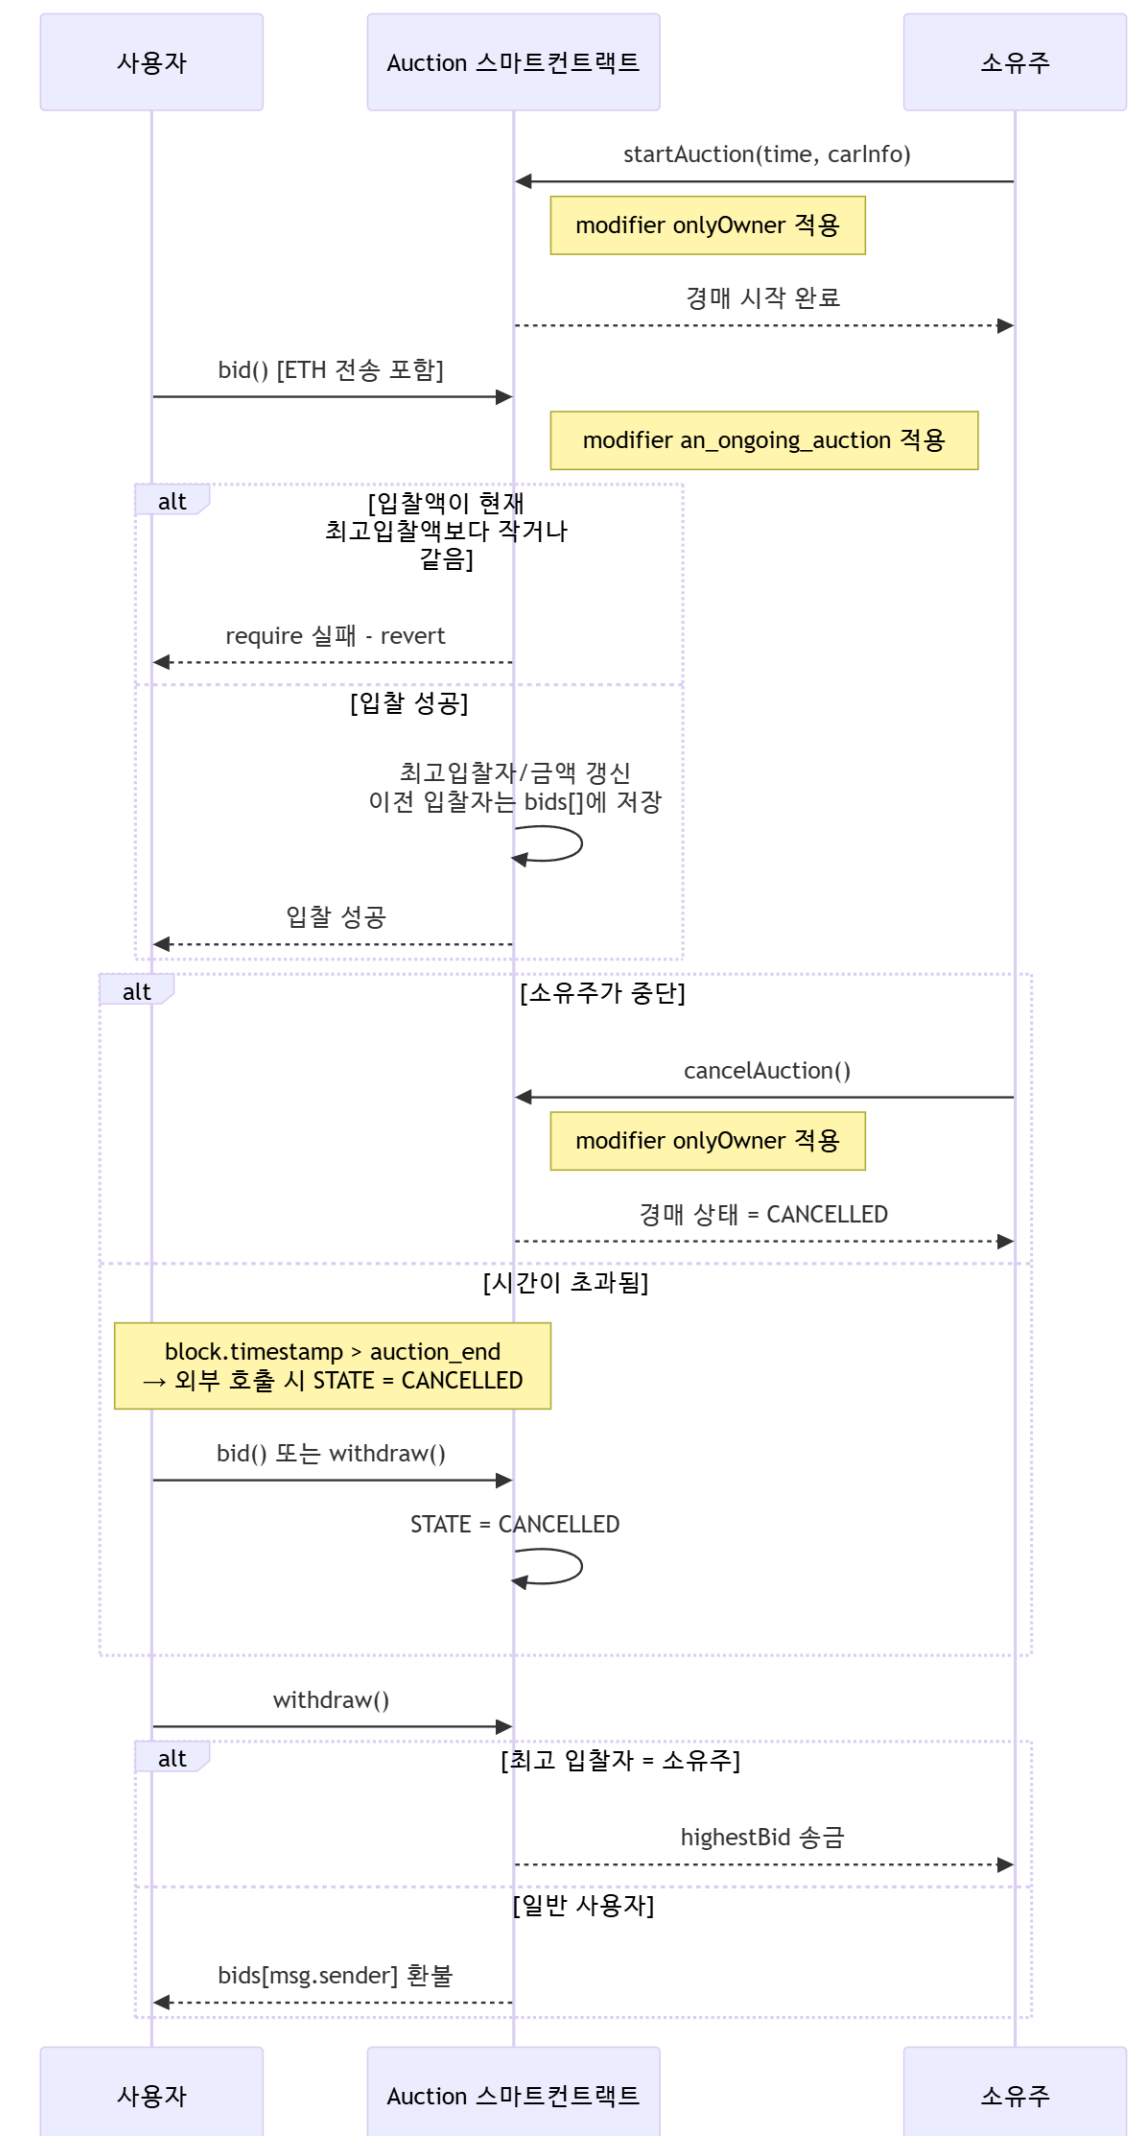 사용자
Auction 스마트컨트랙트
소유주
startAuction(time, carInfo)
modifier onlyOwner 적용
경매 시작 완료
bid() [ETH 전송 포함]
modifier an_ongoing_auction 적용
alt
[입찰액이 현재
최고입찰액보다 작거나
같음]
require 실패 - revert
[입찰 성공]
최고입찰자/금액 갱신
이전 입찰자는 bids[]에 저장
입찰 성공
alt
[소유주가 중단]
cancelAuction()
modifier onlyOwner 적용
경매 상태 = CANCELLED
[시간이 초과됨]
block.timestamp > auction_end
→ 외부 호출 시 STATE = CANCELLED
bid() 또는 withdraw()
STATE = CANCELLED
withdraw()
alt
[최고 입찰자 = 소유주]
highestBid 송금
[일반 사용자]
bids[msg.sender] 환불
사용자
Auction 스마트컨트랙트
소유주